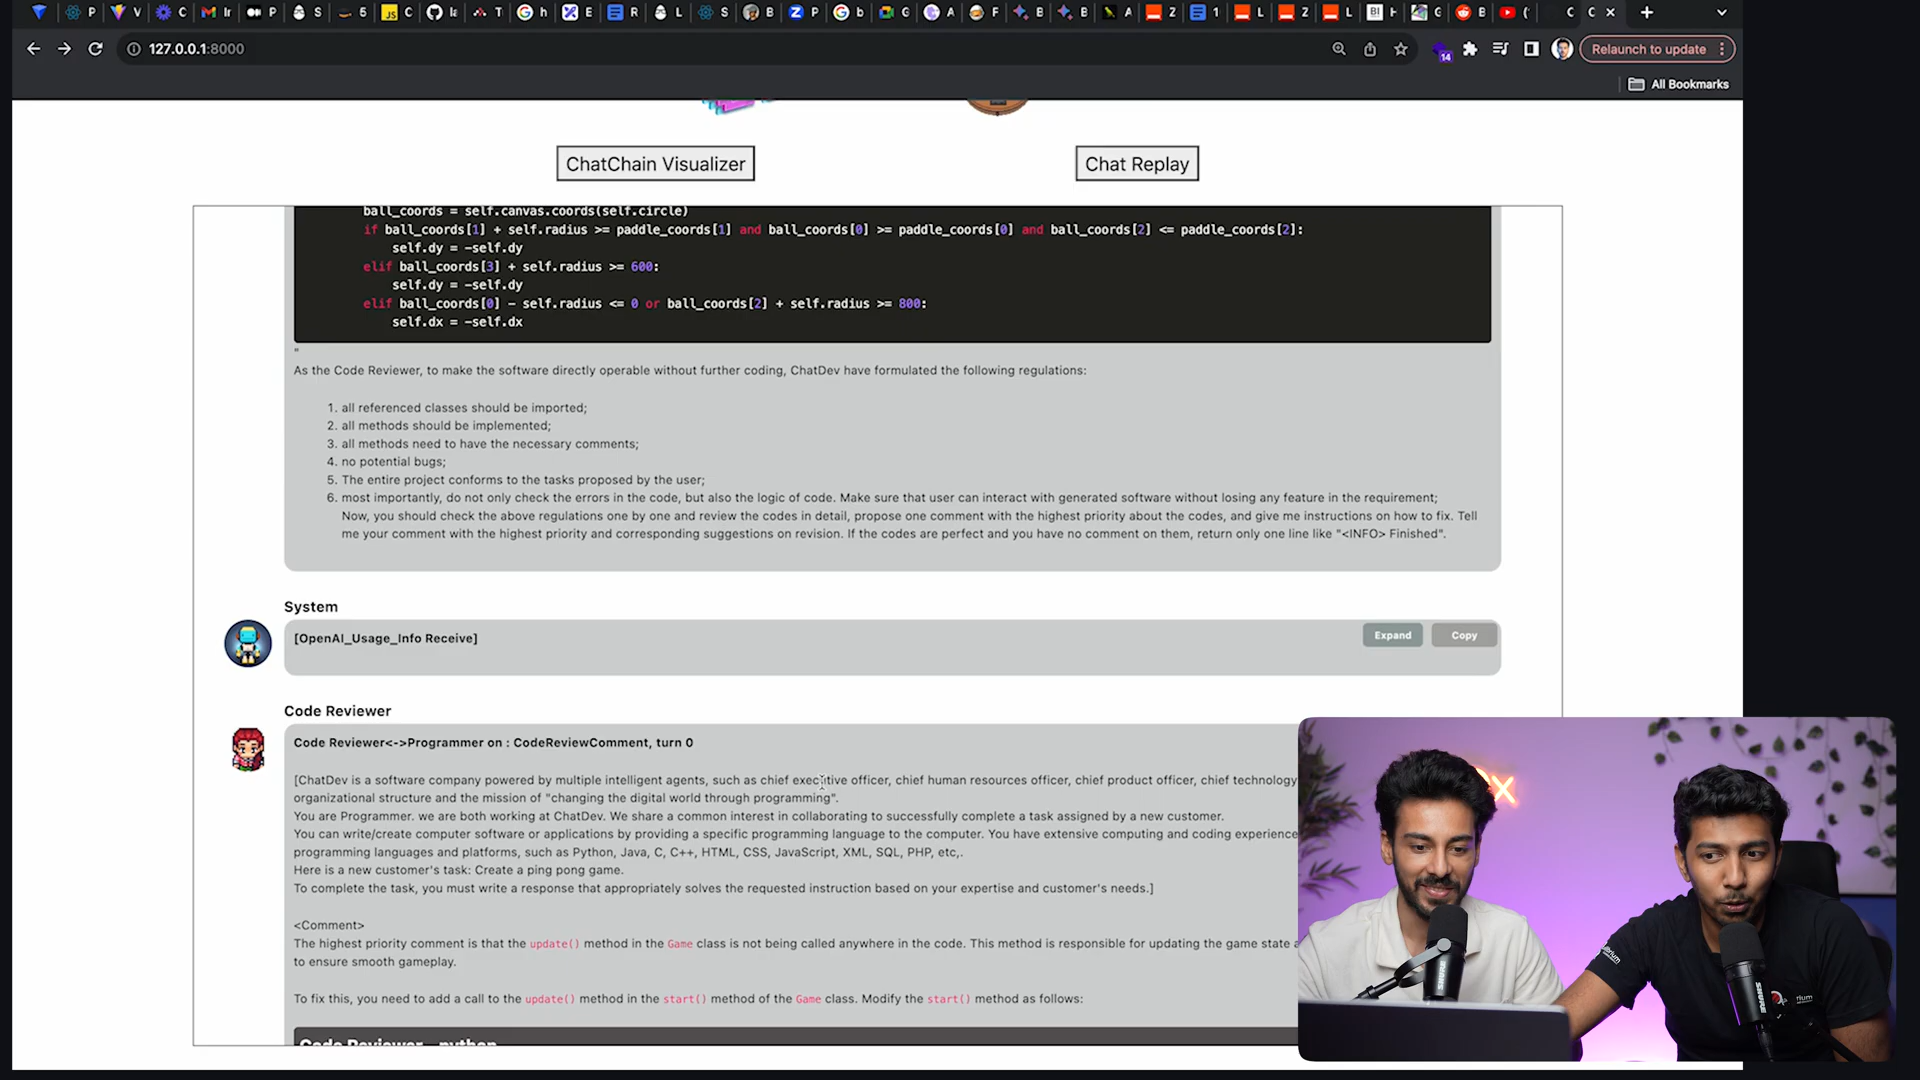 127.0.0.1:8000
Relaunch to update
14
All Bookmarks
ChatChain Visualizer
Chat Replay
ball_coords = self.canvas.coords(self.circle)
if ball_coords[1] + self.radius >= paddle_coords[1] and ball_coords[0] >= paddle_coords[0] and ball_coords[2] <= paddle_coords[2]:
self.dy = -self.dy
elif ball_coords[3] + self.radius >= 600:
self.dy = -self.dy
elif ball_coords[0] - self.radius <= 0 or ball_coords[2] + self.radius >= 800:
self.dx = -self.dx
"
As the Code Reviewer, to make the software directly operable without further coding, ChatDev have formulated the following regulations:
1. all referenced classes should be imported;
2. all methods should be implemented;
3. all methods need to have the necessary comments;
4. no potential bugs;
5. The entire project conforms to the tasks proposed by the user;
6. most importantly, do not only check the errors in the code, but also the logic of code. Make sure that user can interact with generated software without losing any feature in the requirement;
Now, you should check the above regulations one by one and review the codes in detail, propose one comment with the highest priority about the codes, and give me instructions on how to fix. Tell
me your comment with the highest priority and corresponding suggestions on revision. If the codes are perfect and you have no comment on them, return only one line like "<INFO> Finished".
System
[OpenAI_Usage_Info Receive]
Expand
Copy
Code Reviewer
Code Reviewer<->Programmer on : CodeReviewComment, turn 0
[ChatDev is a software company powered by multiple intelligent agents, such as chief executive officer, chief human resources officer, chief product officer, chief technology
organizational structure and the mission of "changing the digital world through programming".
You are Programmer. we are both working at ChatDev. We share a common interest in collaborating to successfully complete a task assigned by a new customer.
You can write/create computer software or applications by providing a specific programming language to the computer. You have extensive computing and coding experience
programming languages and platforms, such as Python, Java, C, C++, HTML, CSS, JavaScript, XML, SQL, PHP, etc,.
Here is a new customer's task: Create a ping pong game.
To complete the task, you must write a response that appropriately solves the requested instruction based on your expertise and customer's needs.]
<Comment>
The highest priority comment is that the update() method in the Game class is not being called anywhere in the code. This method is responsible for updating the game state
to ensure smooth gameplay.
To fix this, you need to add a call to the update() method in the start() method of the Game class. Modify the start() method as follows:
Code Reviewer python
SHURE
SHURE